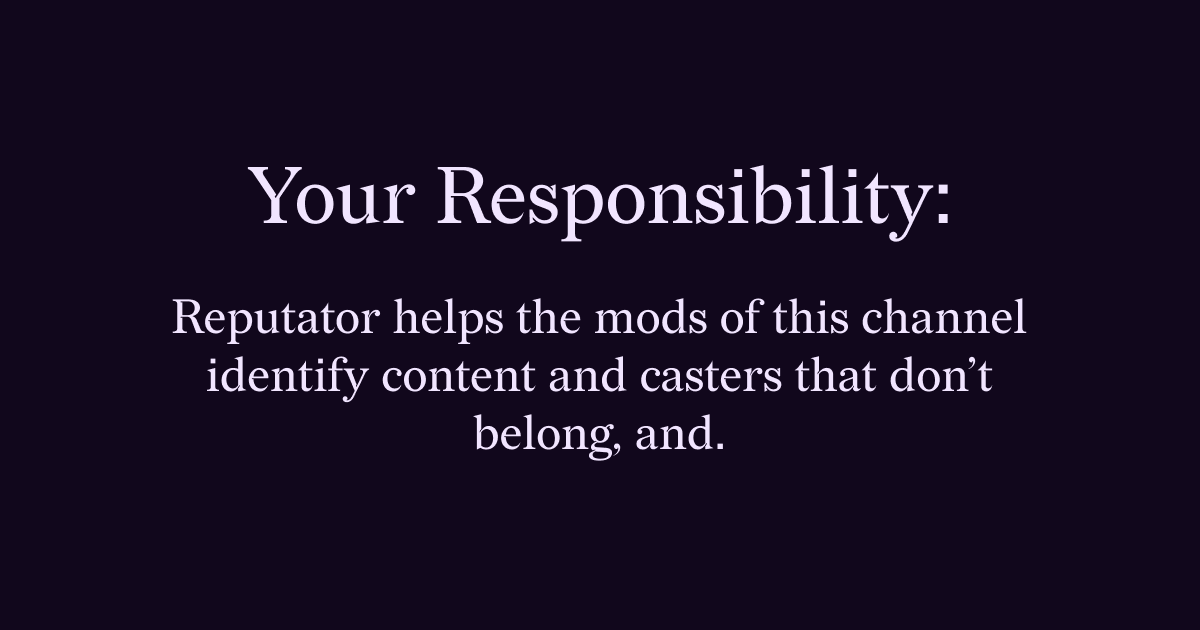 Your Responsibility:
Reputator helps the mods of this channel
identify content and casters that don’t
belong, and.